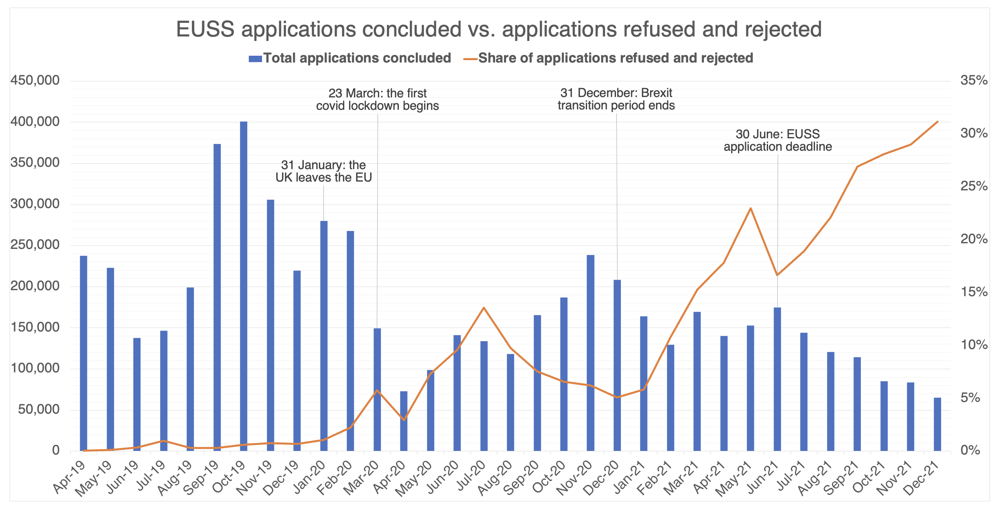 EUSS applications concluded vs. applications refused and rejected
Total applications concluded
Share of applications refused and rejected
450,000
400,000
350,000
300,000
250,000
200,000
150,000
100,000
50,000
0
35%
30%
25%
20%
15%
10%
5%
0%
23 March: the first
covid lockdown begins
31 December: Brexit
transition period ends
30 June: EUSS
application deadline
31 January: the
UK leaves the EU
Apr-19
May-19
Jun-19
Jul-19
Aug-19
Sep-19
Oct-19
Nov-19
Dec-19
Jan-20
Feb-20
Mar-20
Apr-20
May-20
Jun-20
Jul-20
Aug-20
Sep-20
Oct-20
Nov-20
Dec-20
Jan-21
Feb-21
Mar-21
Apr-21
May-21
Jun-21
Jul-21
Aug-21
Sep-21
Oct-21
Nov-21
Dec-21